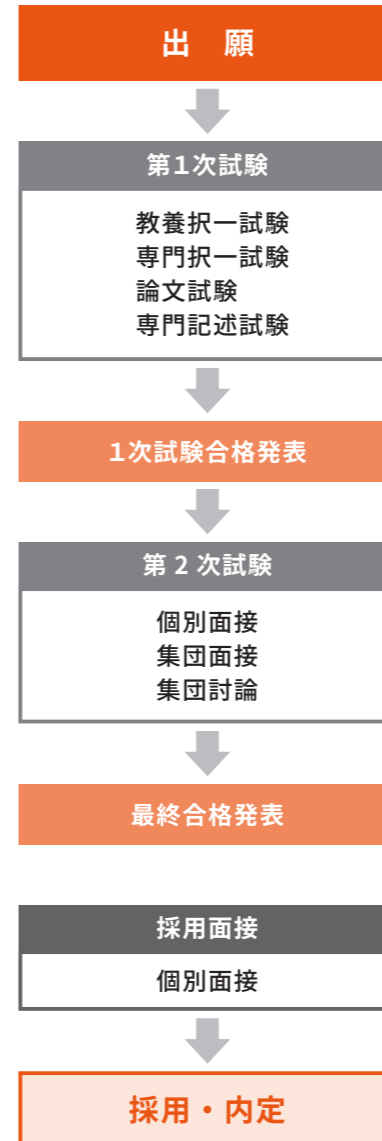 出　願
第１次試験
教養択一試験
専門択一試験
論文試験
専門記述試験
１次試験合格発表
第 2 次試験
個別面接
集団面接
集団討論
最終合格発表
採用面接
個別面接
採用・内定